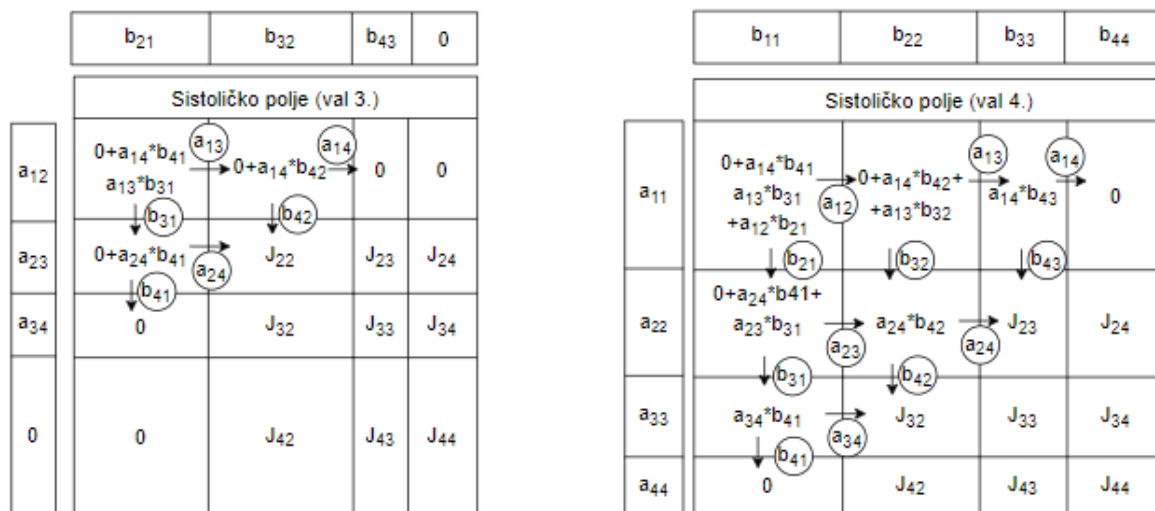 b₂₁ b₃₂ b₄₃ 0
Sistoličko polje (val 3.)
a₁₂
0+a₁₄*b₄₁
a₁₃*b₃₁
a₁₃
0+a₁₄*b₄₂
a₁₄
0 0
b₃₁ b₄₂
a₂₃
0+a₂₄*b₄₁
a₂₄
J₂₂ J₂₃ J₂₄
b₄₁
a₃₄
0 J₃₂ J₃₃ J₃₄
0 0 J₄₂ J₄₃ J₄₄
b₁₁ b₂₂ b₃₃ b₄₄
Sistoličko polje (val 4.)
a₁₁
0+a₁₄*b₄₁
a₁₃*b₃₁
+a₁₂*b₂₁
a₁₂
0+a₁₄*b₄₂+
+a₁₃*b₃₂
a₁₃
a₁₄*b₄₃
a₁₄
0
b₂₁ b₃₂ b₄₃
a₂₂
0+a₂₄*b41+
a₂₃*b₃₁
a₂₃
a₂₄*b₄₂
a₂₄
J₂₃ J₂₄
b₃₁ b₄₂
a₃₃
a₃₄*b₄₁
a₃₄
J₃₂ J₃₃ J₃₄
b₄₁
a₄₄ 0 J₄₂ J₄₃ J₄₄